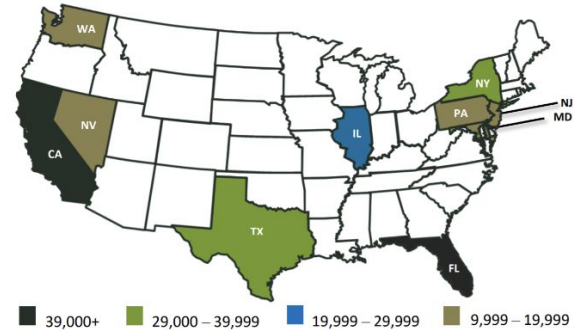 WA
NY
NJ
PA
MD
NV
IL
CA
TX
FL
39,000+
29,000 – 39,999
19,999 – 29,999
9,999 – 19,999